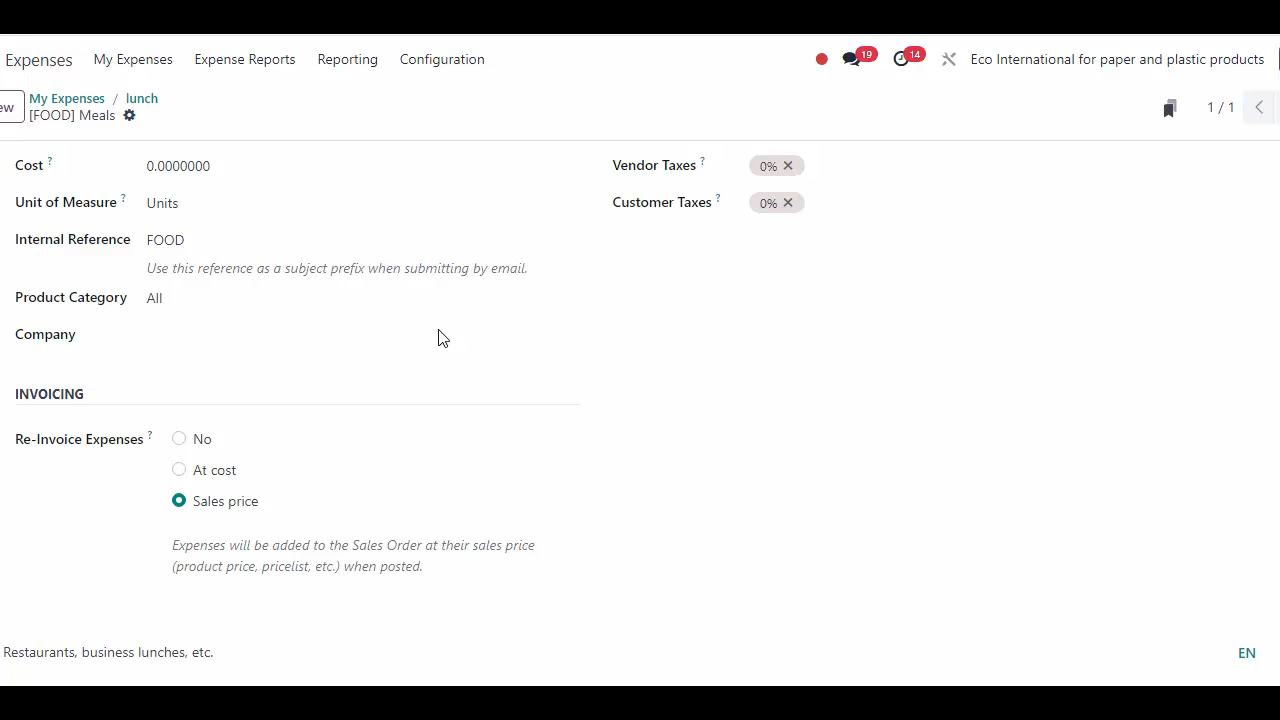 Expenses My Expenses Expense Reports Reporting Configuration 19 14 Eco International for paper and plastic products
ew My Expenses / lunch
[FOOD] Meals 1 / 1
Cost ? 0.0000000 Vendor Taxes ? 0% ✕
Unit of Measure ? Units Customer Taxes ? 0% ✕
Internal Reference FOOD
Use this reference as a subject prefix when submitting by email.
Product Category All
Company
INVOICING
Re-Invoice Expenses ? No
At cost
Sales price
Expenses will be added to the Sales Order at their sales price
(product price, pricelist, etc.) when posted.
Restaurants, business lunches, etc. EN